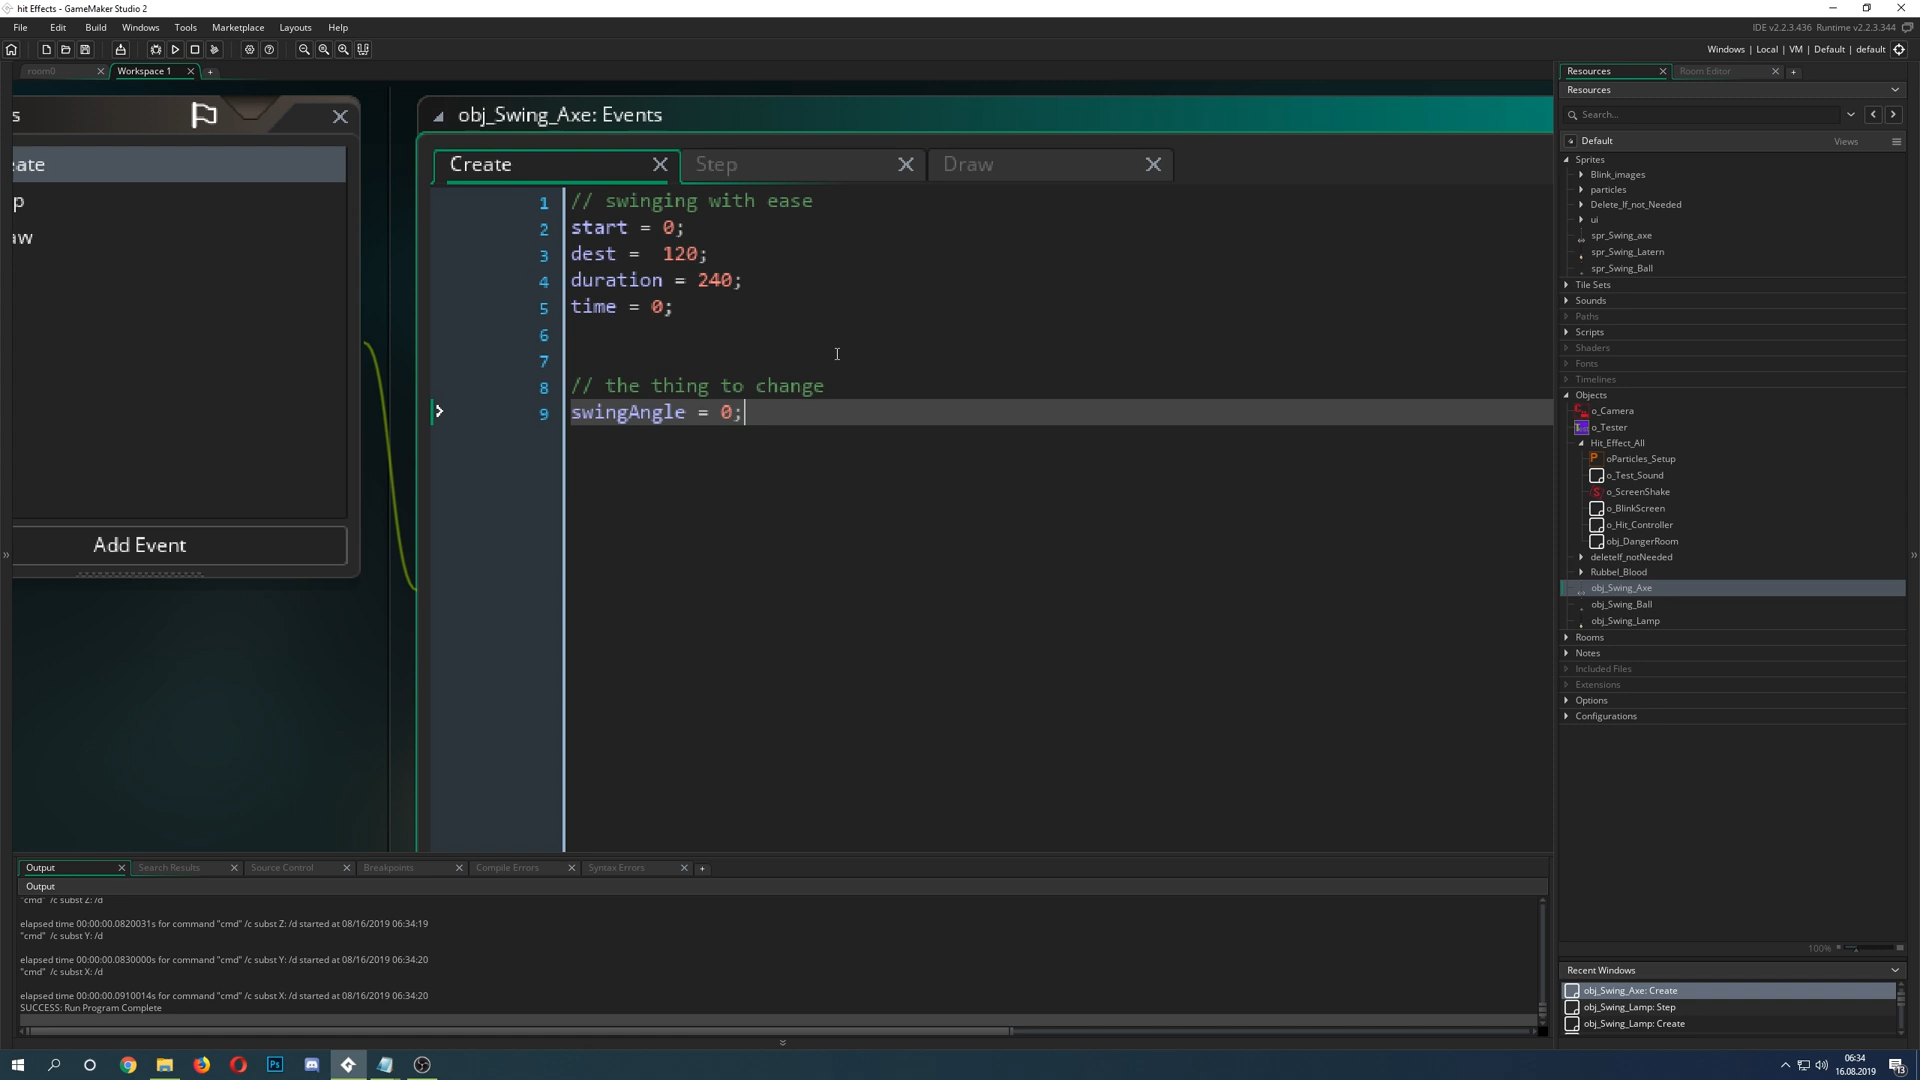 hit Effects - GameMaker Studio 2
File Edit Build Windows Tools Marketplace Layouts Help
IDE v2.2.3.436 Runtime v2.2.3.344
Windows | Local | VM | Default | default
room0
Workspace 1
s
eate
p
aw
Add Event
obj_Swing_Axe: Events
Create
Step
Draw
1 // swinging with ease
2 start = 0;
3 dest =  120;
4 duration = 240;
5 time = 0;
6
7
8 // the thing to change
9 swingAngle = 0;
Resources
Room Editor
Resources
Search...
Default
Views
Sprites
Blink_images
particles
Delete_If_not_Needed
ui
spr_Swing_axe
spr_Swing_Latern
spr_Swing_Ball
Tile Sets
Sounds
Paths
Scripts
Shaders
Fonts
Timelines
Objects
o_Camera
o_Tester
Hit_Effect_All
oParticles_Setup
o_Test_Sound
o_ScreenShake
o_BlinkScreen
o_Hit_Controller
obj_DangerRoom
deleteIf_notNeeded
Rubbel_Blood
obj_Swing_Axe
obj_Swing_Ball
obj_Swing_Lamp
Rooms
Notes
Included Files
Extensions
Options
Configurations
100%
Recent Windows
obj_Swing_Axe: Create
obj_Swing_Lamp: Step
obj_Swing_Lamp: Create
Output
Search Results
Source Control
Breakpoints
Compile Errors
Syntax Errors
Output
"cmd" /c subst Z: /d
elapsed time 00:00:00.0820031s for command "cmd" /c subst Z: /d started at 08/16/2019 06:34:19
"cmd" /c subst Y: /d
elapsed time 00:00:00.0830000s for command "cmd" /c subst Y: /d started at 08/16/2019 06:34:20
"cmd" /c subst X: /d
elapsed time 00:00:00.0910014s for command "cmd" /c subst X: /d started at 08/16/2019 06:34:20
SUCCESS: Run Program Complete
06:34
16.08.2019
13